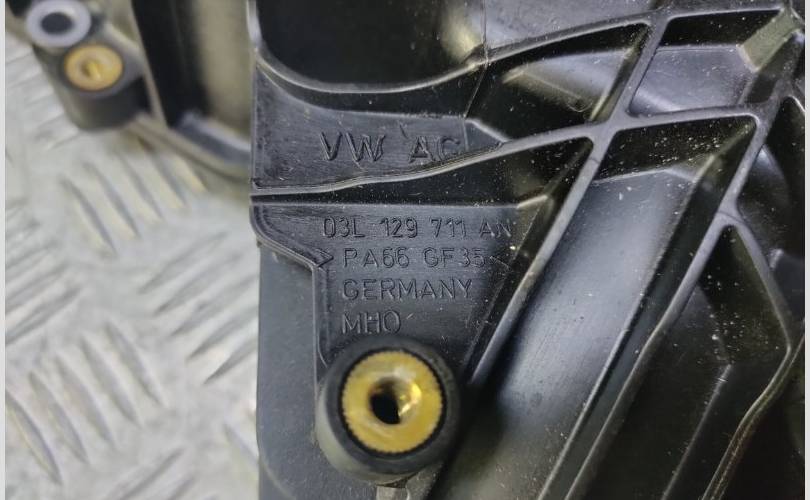 VW AG
03L 129 711 AN
>PA66 GF35<
GERMANY
MHO